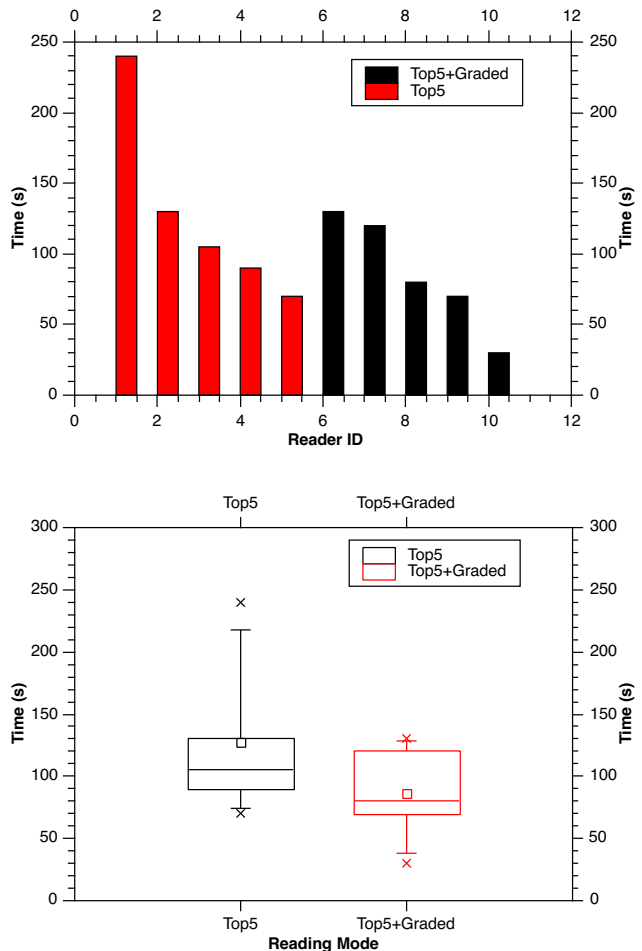 0 2 4 6 8 10 12
250 250
Top5+Graded
Top5
200 200
150 150
Time (s) Time (s)
100 100
50 50
0 0
0 2 4 6 8 10 12
Reader ID
Top5 Top5+Graded
300 300
Top5
Top5+Graded
250 250
200 200
Time (s) Time (s)
150 150
100 100
50 50
0 0
Top5 Top5+Graded
Reading Mode